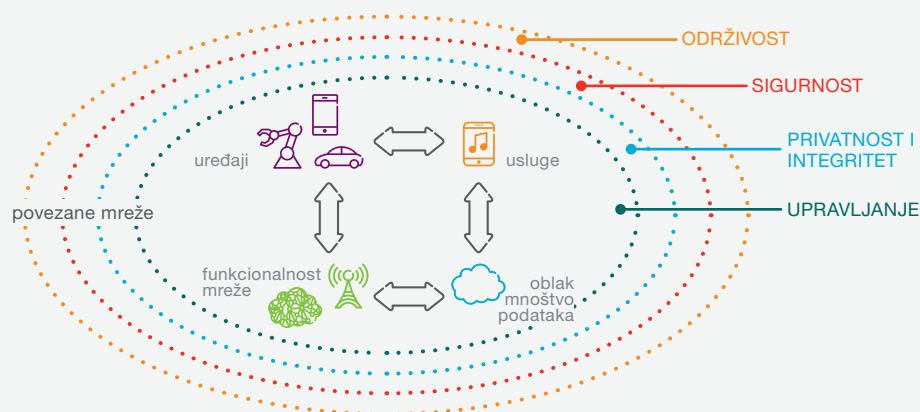 ODRŽIVOST
SIGURNOST
PRIVATNOST I
INTEGRITET
UPRAVLJANJE
uređaji
usluge
povezane mreže
funkcionalnost
mreže
oblak
mnoštvo
podataka